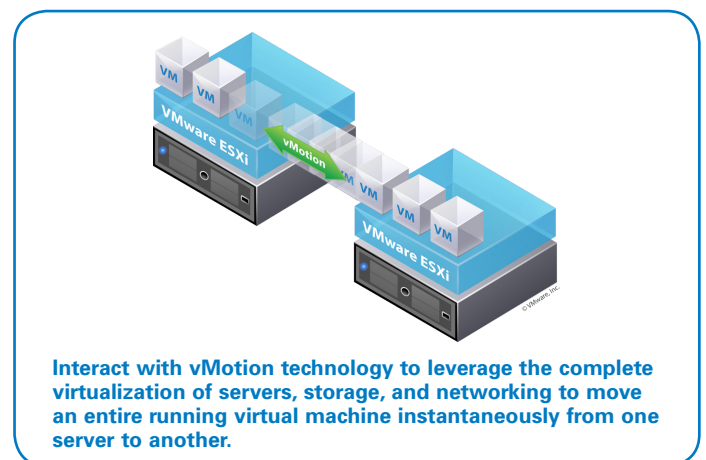 VM
VM
VM
VMware ESXi
vMotion
VM
VM
VM
VM
VMware ESXi
© VMware, Inc.
Interact with vMotion technology to leverage the complete
virtualization of servers, storage, and networking to move
an entire running virtual machine instantaneously from one
server to another.